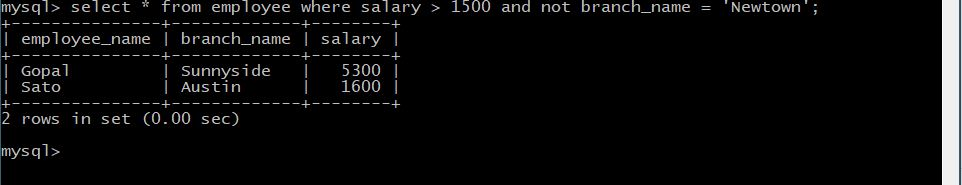 mysql> select * from employee where salary > 1500 and not branch_name = 'Newtown';
+---------------+-------------+--------+
| employee_name | branch_name | salary |
+---------------+-------------+--------+
| Gopal         | Sunnyside   |   5300 |
| Sato          | Austin      |   1600 |
+---------------+-------------+--------+
2 rows in set (0.00 sec)
mysql>